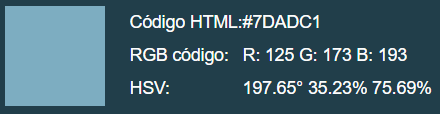 Código HTML:#7DADC1
RGB código: R: 125 G: 173 B: 193
HSV: 197.65° 35.23% 75.69%